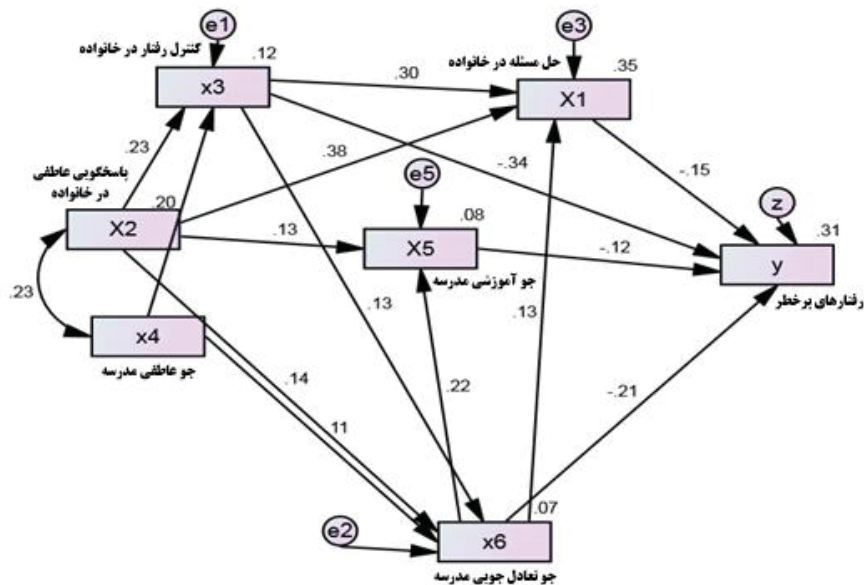 e1
e3
کنترل رفتار در خانواده
.12
حل مسئله در خانواده
.35
x3
.30
X1
.23
.38
-.34
-.15
پاسخگویی عاطفی
در خانواده
.20
e5
z
X2
.13
.08
.31
X5
-.12
y
جو آموزشی مدرسه
رفتارهای پرخطر
.23
.13
.13
x4
جو عاطفی مدرسه
.14
.22
-.21
11
.07
e2
x6
جو تعادل جویی مدرسه